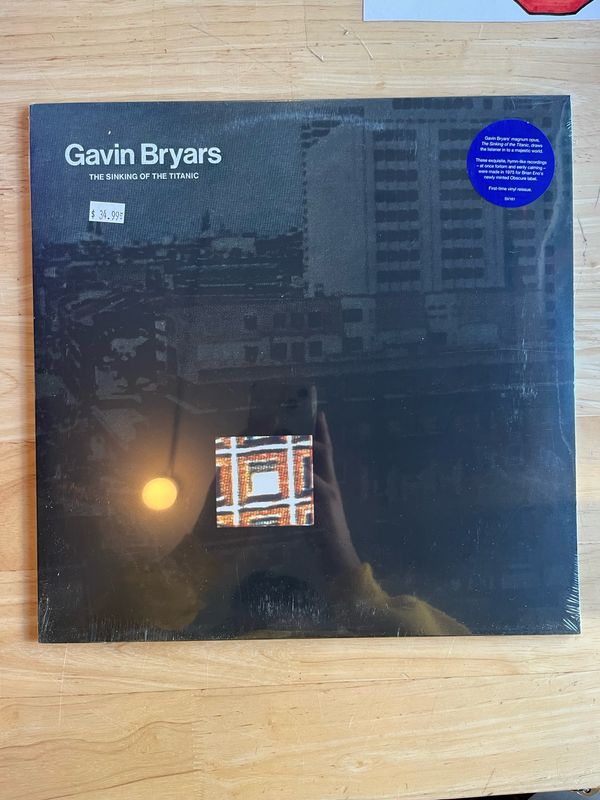 Gavin Bryars
THE SINKING OF THE TITANIC
$ 34.99
Gavin Bryars' magnum opus,
The Sinking of the Titanic, draws
the listener in to a majestic world.
These exquisite, hymn-like recordings
– at once forlorn and eerily calming –
were made in 1975 for Brian Eno's
newly minted Obscure label.
First-time vinyl reissue.